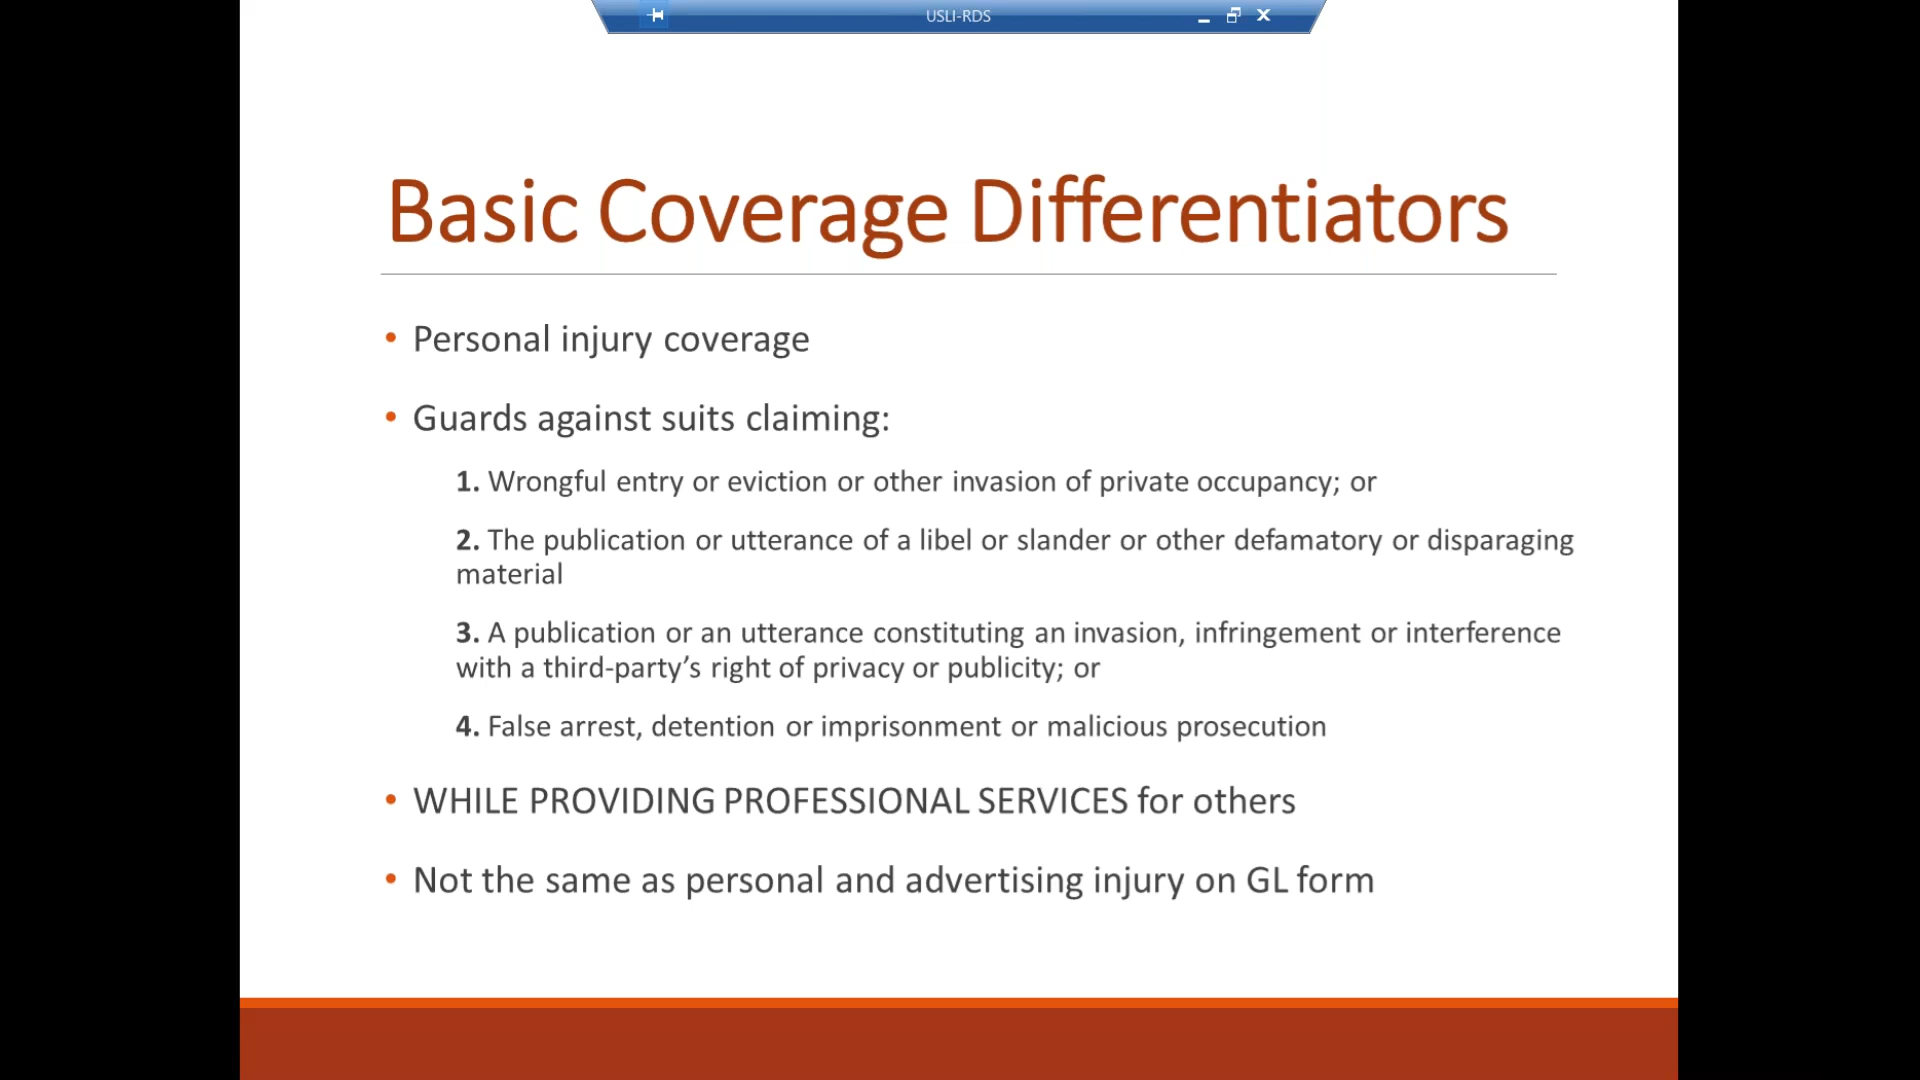 USLI-RDS
Basic Coverage Differentiators
• Personal injury coverage
• Guards against suits claiming:
1. Wrongful entry or eviction or other invasion of private occupancy; or
2. The publication or utterance of a libel or slander or other defamatory or disparaging
material
3. A publication or an utterance constituting an invasion, infringement or interference
with a third-party’s right of privacy or publicity; or
4. False arrest, detention or imprisonment or malicious prosecution
• WHILE PROVIDING PROFESSIONAL SERVICES for others
• Not the same as personal and advertising injury on GL form